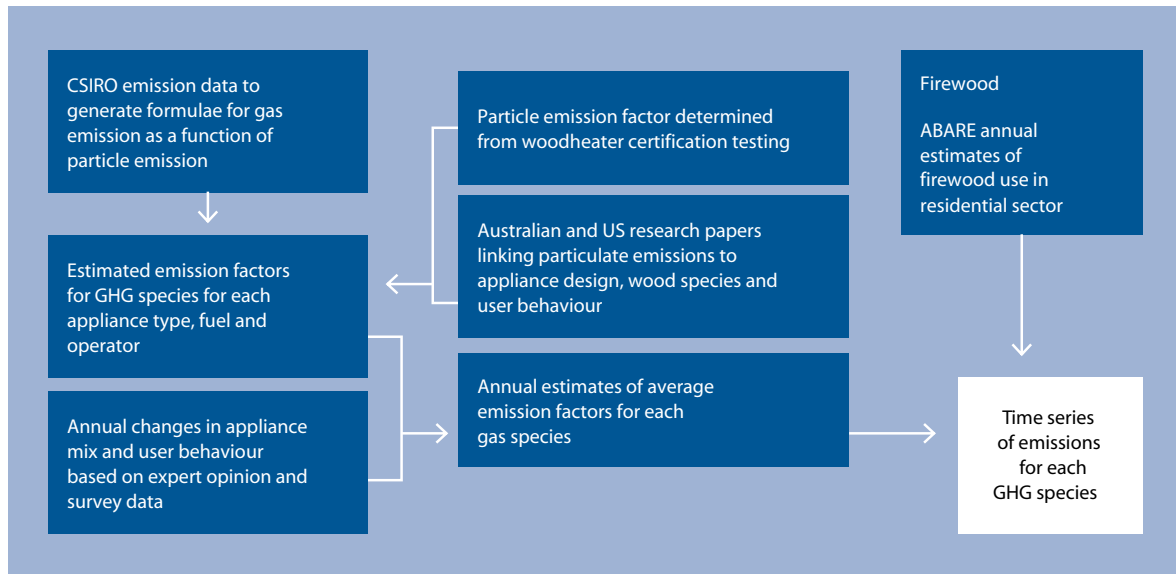 CSIRO emission data to
generate formulae for gas
emission as a function of
particle emission
Particle emission factor determined
from woodheater certification testing
Firewood
ABARE annual
estimates of
firewood use in
residential sector
Estimated emission factors
for GHG species for each
appliance type, fuel and
operator
Australian and US research papers
linking particulate emissions to
appliance design, wood species and
user behaviour
Annual changes in appliance
mix and user behaviour
based on expert opinion and
survey data
Annual estimates of average
emission factors for each
gas species
Time series
of emissions
for each
GHG species